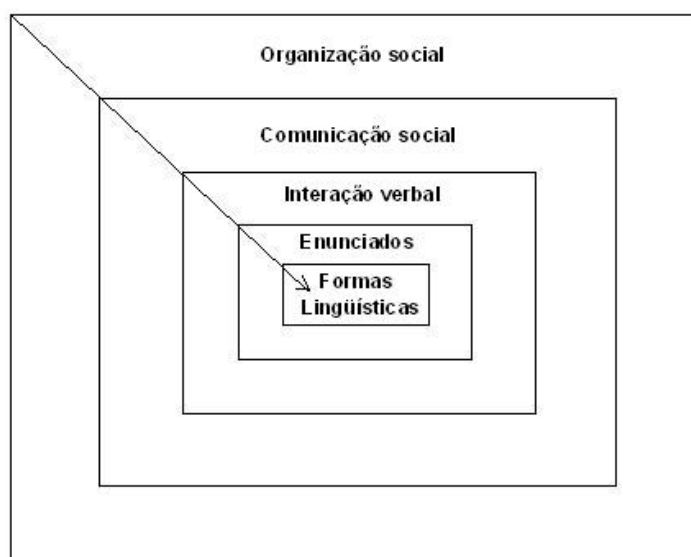 Organização social
Comunicação social
Interação verbal
Enunciados
Formas
Lingüísticas